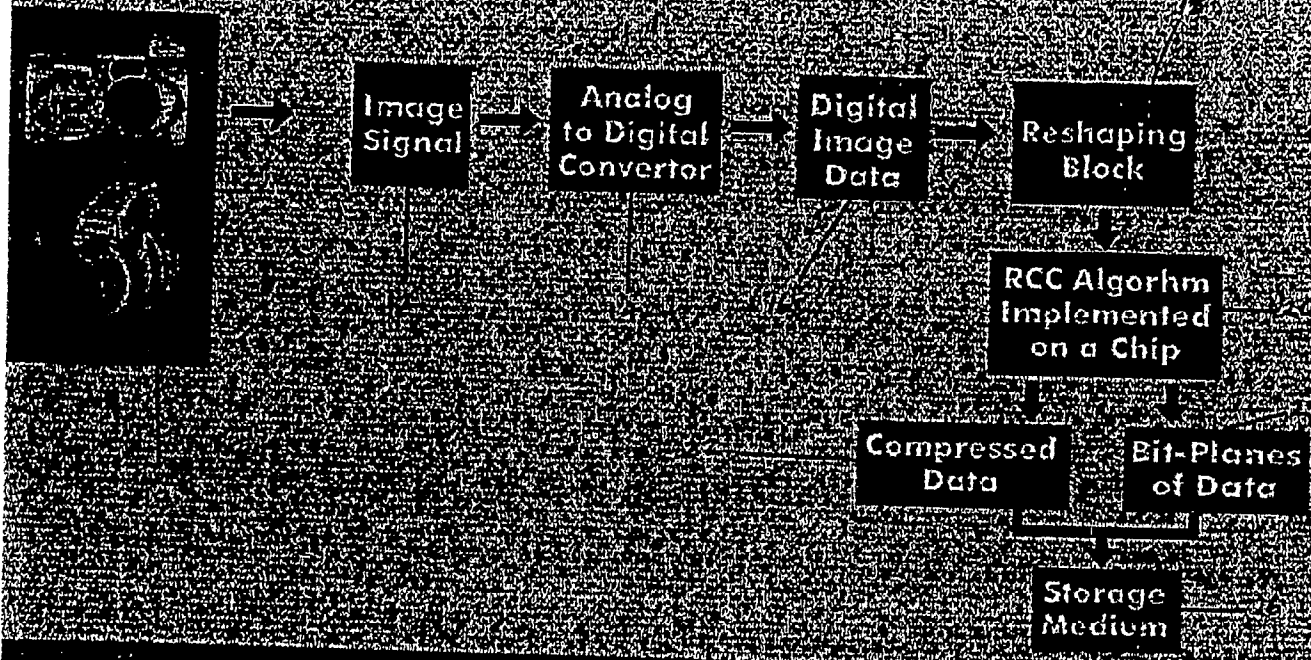 Image
Signal
Analog
to Digital
Convertor
Digital
Image
Data
Reshaping
Block
RCC Algorhm
Implemented
on a Chip
Compressed
Data
Bit-Planes
of Data
Storage
Medium